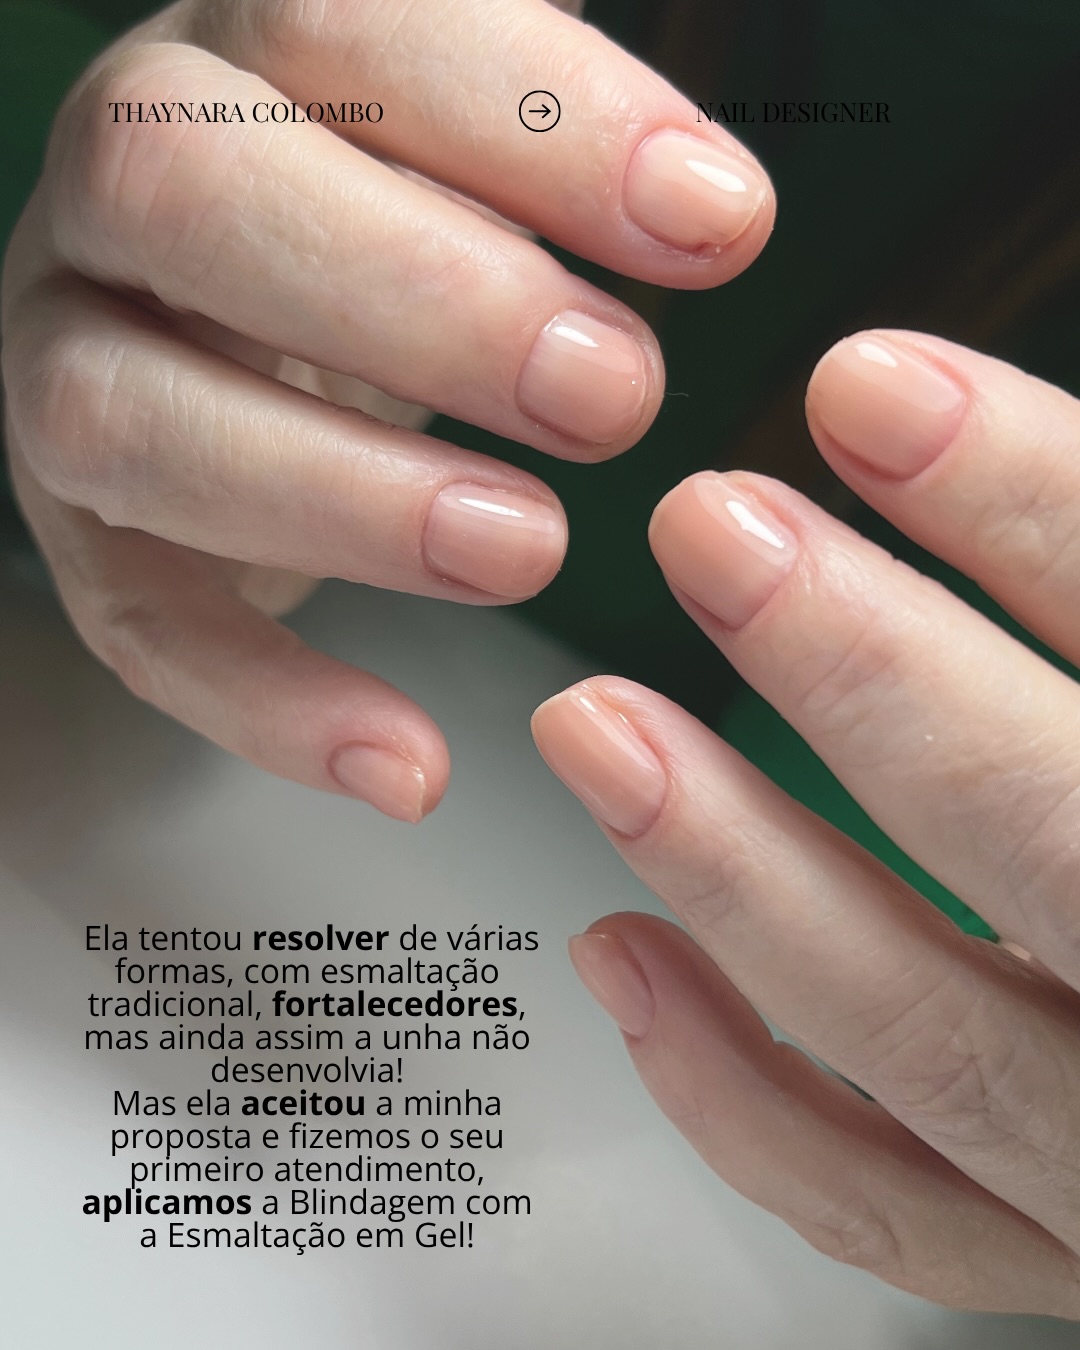 THAYNARA COLOMBO → NAIL DESIGNER
Ela tentou resolver de várias
formas, com esmaltação
tradicional, fortalecedores,
mas ainda assim a unha não
desenvolvia!
Mas ela aceitou a minha
proposta e fizemos o seu
primeiro atendimento,
aplicamos a Blindagem com
a Esmaltação em Gel!